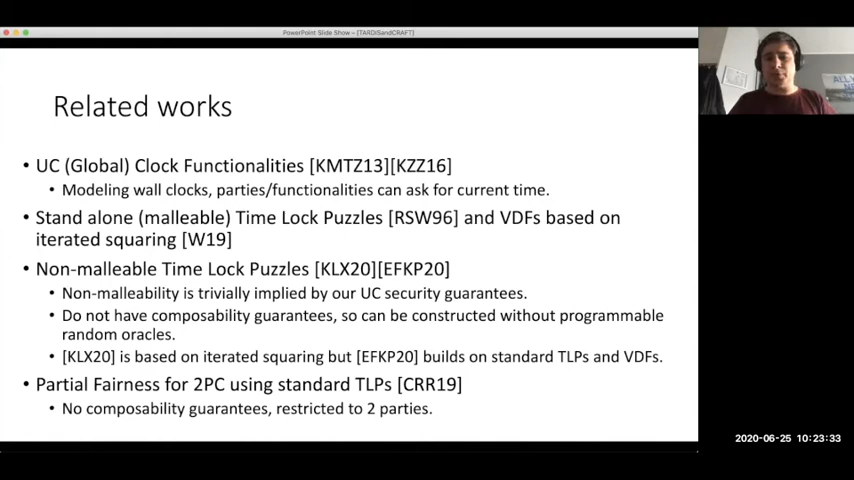 PowerPoint Slide Show – [TARDISandCRAFT]
Related works
• UC (Global) Clock Functionalities [KMTZ13][KZZ16]
• Modeling wall clocks, parties/functionalities can ask for current time.
• Stand alone (malleable) Time Lock Puzzles [RSW96] and VDFs based on
iterated squaring [W19]
• Non-malleable Time Lock Puzzles [KLX20][EFKP20]
• Non-malleability is trivially implied by our UC security guarantees.
• Do not have composability guarantees, so can be constructed without programmable
random oracles.
• [KLX20] is based on iterated squaring but [EFKP20] builds on standard TLPs and VDFs.
• Partial Fairness for 2PC using standard TLPs [CRR19]
• No composability guarantees, restricted to 2 parties.
2020-06-25 10:23:33